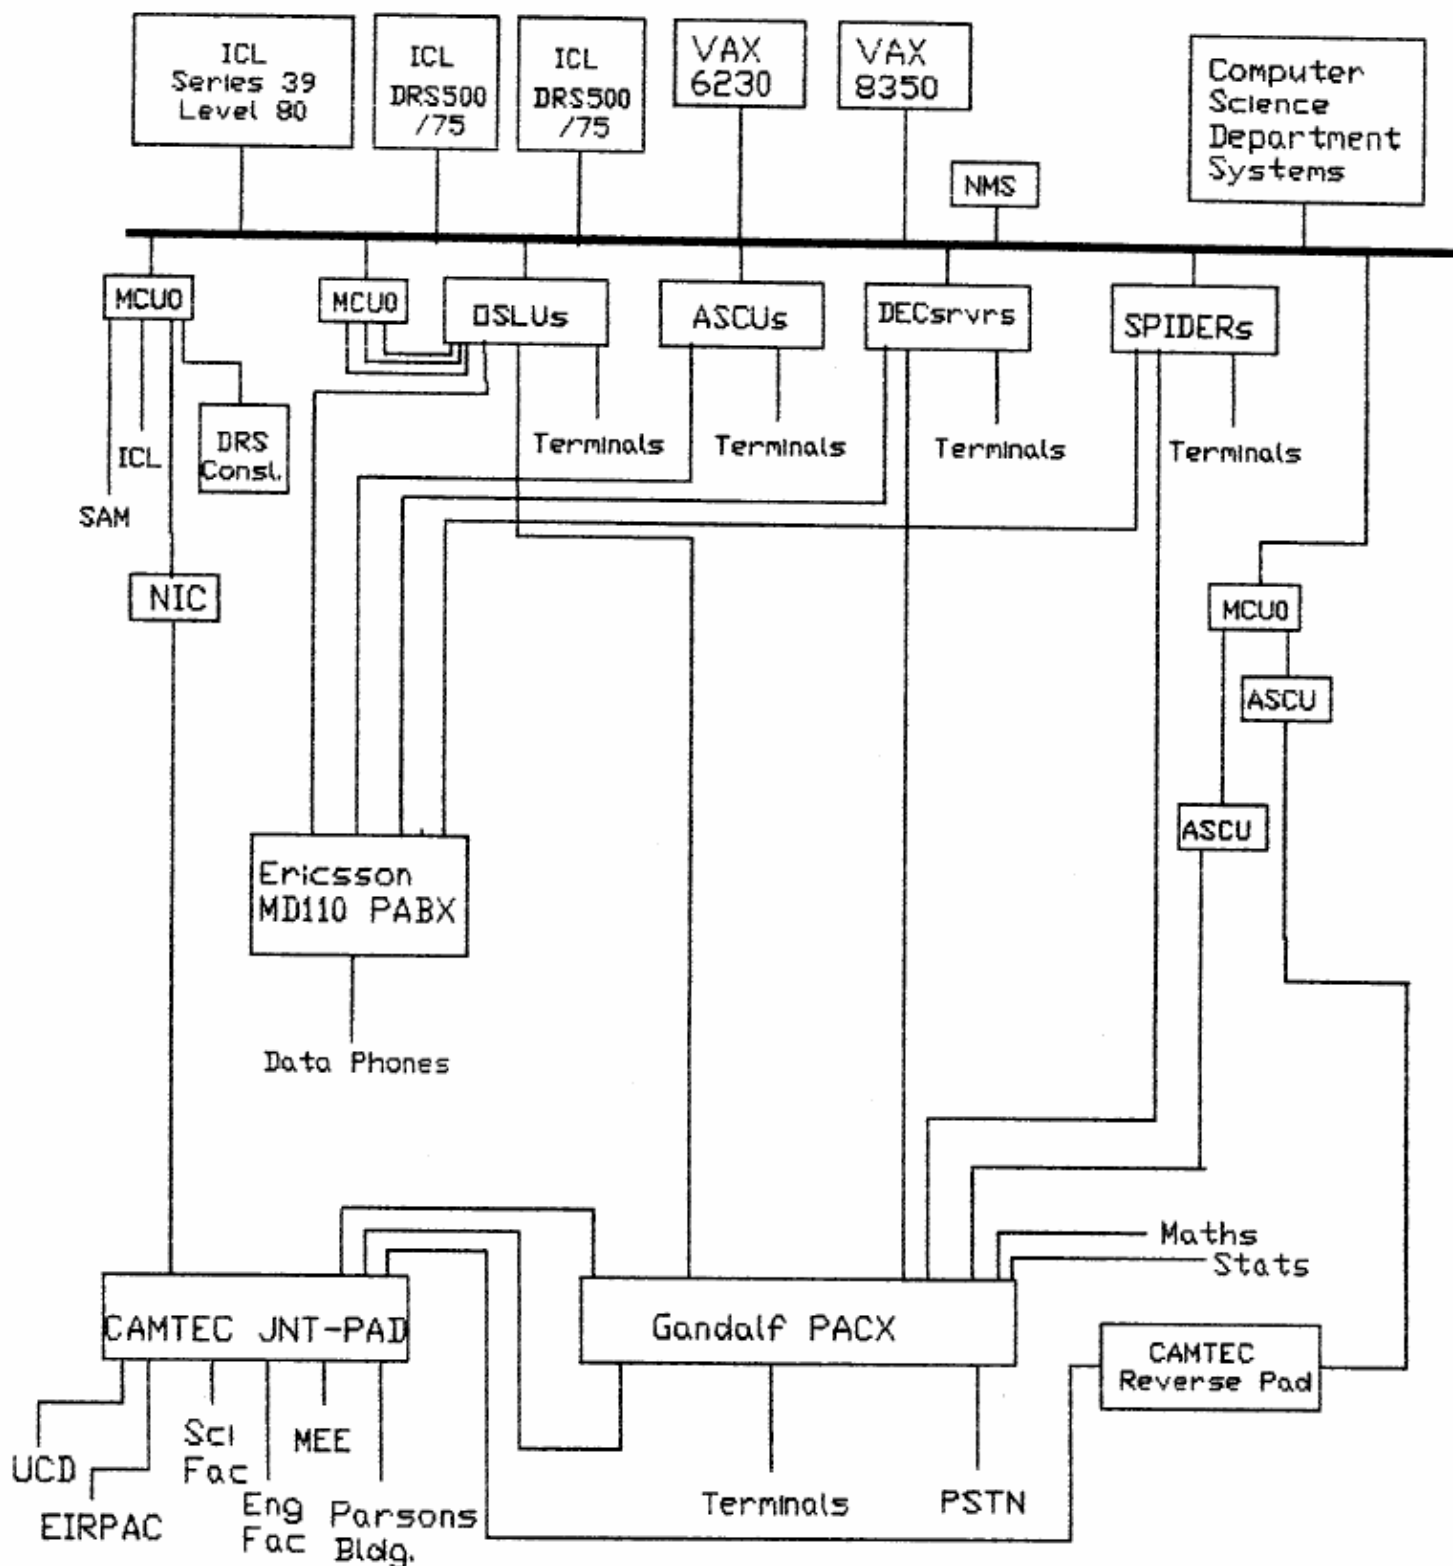 ICL
Series 39
Level 80
ICL
DRS500
/75
ICL
DRS500
/75
VAX
6230
VAX
8350
Computer
Science
Department
Systems
NMS
MCU0
MCU0
OSLUs
ASCUs
DECsrvrs
SPIDERs
DRS
Consl.
ICL
SAM
Terminals
Terminals
Terminals
Terminals
NIC
MCU0
ASCU
ASCU
Ericsson
MD110 PABX
Data Phones
Maths
Stats
CAMTEC JNT-PAD
Gandalf PACX
CAMTEC
Reverse Pad
UCD
EIRPAC
Sci
Fac
Eng
Fac
MEE
Parsons
Bldg.
Terminals
PSTN